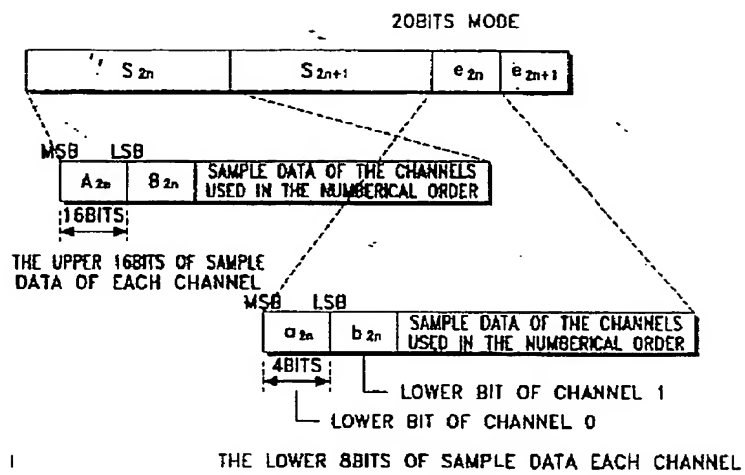 20BITS MODE
S2n S2n+1 e2n e2n+1
MSB LSB
A2n B2n SAMPLE DATA OF THE CHANNELS
USED IN THE NUMBERICAL ORDER
16BITS
THE UPPER 16BITS OF SAMPLE
DATA OF EACH CHANNEL
MSB LSB
a2n b2n SAMPLE DATA OF THE CHANNELS
USED IN THE NUMBERICAL ORDER
4BITS
LOWER BIT OF CHANNEL 1
LOWER BIT OF CHANNEL 0
THE LOWER 8BITS OF SAMPLE DATA EACH CHANNEL